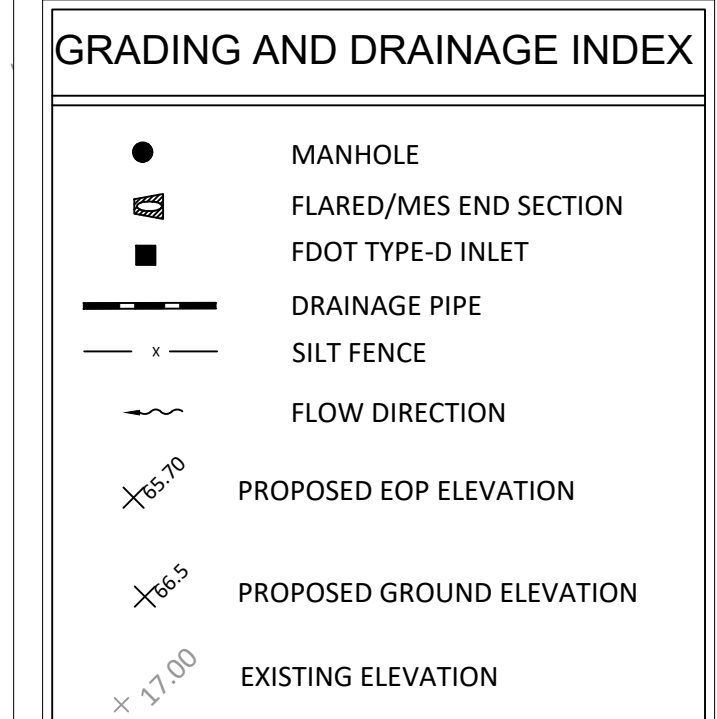 GRADING AND DRAINAGE INDEX
MANHOLE
FLARED/MES END SECTION
FDOT TYPE-D INLET
DRAINAGE PIPE
x SILT FENCE
FLOW DIRECTION
65.70 PROPOSED EOP ELEVATION
66.5 PROPOSED GROUND ELEVATION
17.00 EXISTING ELEVATION